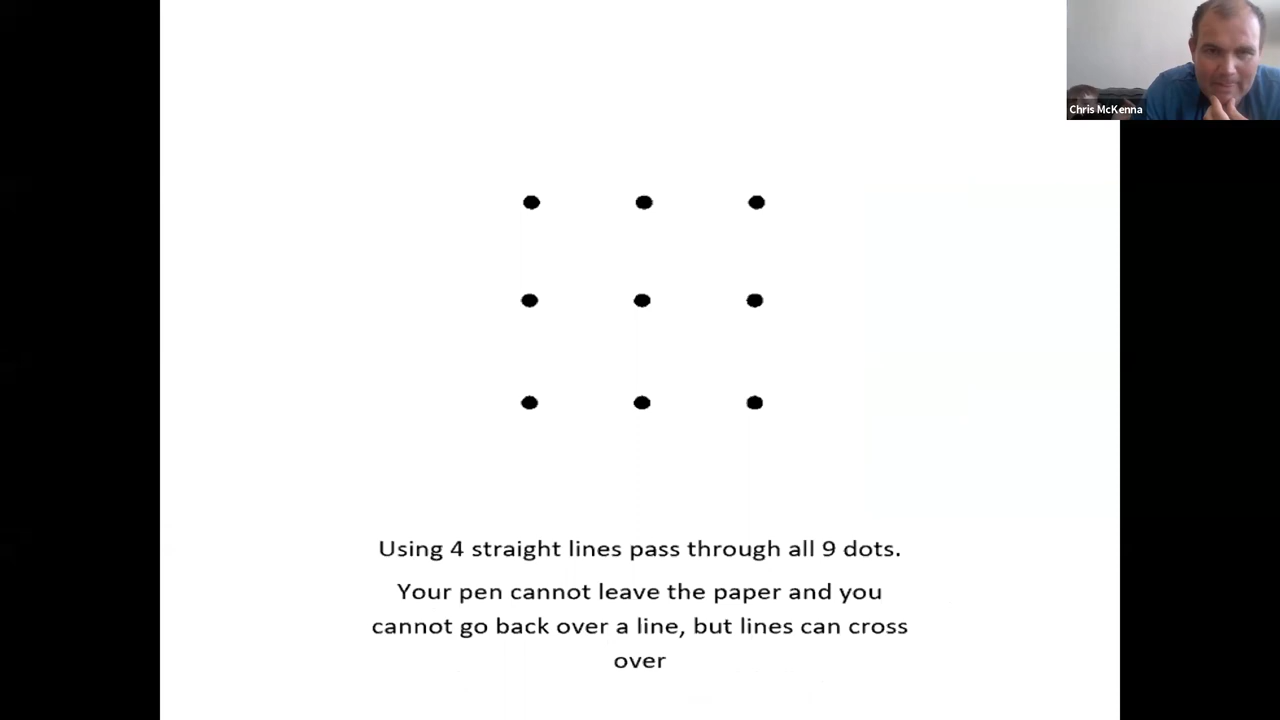 Chris McKenna
Using 4 straight lines pass through all 9 dots.
Your pen cannot leave the paper and you
cannot go back over a line, but lines can cross
over